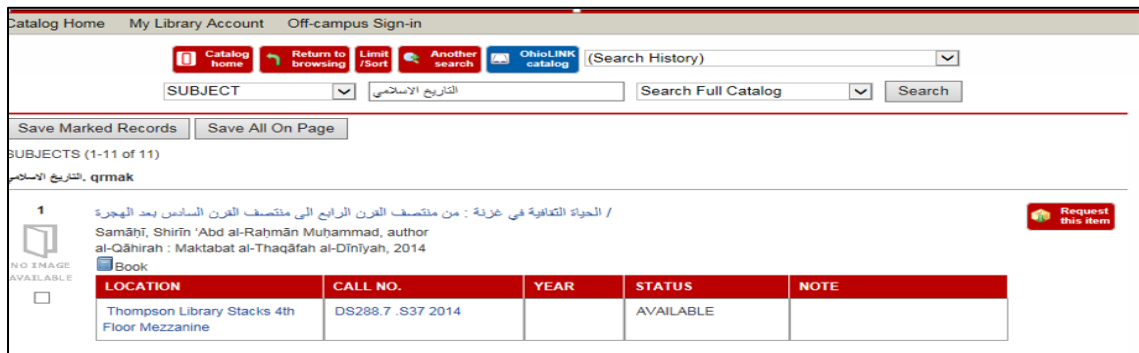 Catalog Home My Library Account Off-campus Sign-in
Catalog home Return to browsing Limit /Sort Another search OhioLINK catalog (Search History)
SUBJECT التاريخ الاسلامي Search Full Catalog Search
Save Marked Records Save All On Page
SUBJECTS (1-11 of 11)
التاريخ الاسلامي. qrmak
1 الحياة الثقافية في غزنة : من منتصف القرن الرابع الى منتصف القرن السادس بعد الهجرة /
Request this item
Samāḥī, Shīrīn ʻAbd al-Raḥmān Muḥammad, author
al-Qāhirah : Maktabat al-Thaqāfah al-Dīnīyah, 2014
NO IMAGE AVAILABLE
Book
LOCATION CALL NO. YEAR STATUS NOTE
Thompson Library Stacks 4th Floor Mezzanine DS288.7 .S37 2014 AVAILABLE